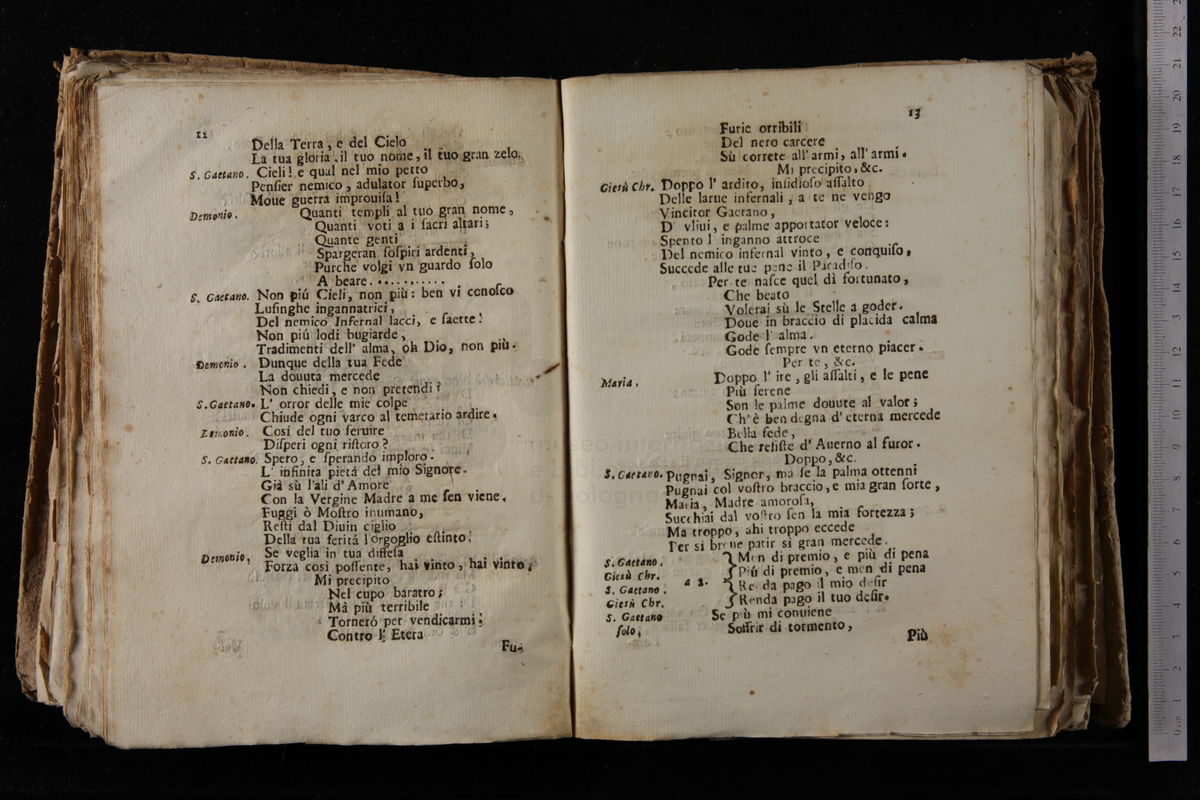 12
Della Terra, e del Cielo
La tua gloria, il tuo nome, il tuo gran zelo.
S. Gaetano. Cieli! e qual nel mio petto
Penſier nemico, adulator ſuperbo,
Moue guerra improuiſa!
Demonio. Quanti templi al tuo gran nome,
Quanti voti a i ſacri altari;
Quante genti
Spargeran ſoſpiri ardenti,
Purche volgi vn guardo ſolo
A beare..........
S. Gaetano. Non piú Cieli, non più: ben vi conoſco
Luſinghe ingannatrici,
Del nemico Infernal lacci, e ſaette!
Non piú lodi bugiarde,
Tradimenti dell' alma, oh Dio, non più.
Demonio. Dunque della tua Fede
La douuta mercede
Non chiedi, e non pretendi?
S. Gaetano. L' orror delle mie colpe
Chiude ogni varco al temerario ardire.
Demonio. Cosi del tuo ſeruire
Diſperi ogni riſtoro?
S. Gaetano. Spero, e ſperando imploro.
L' infinita pietá del mio Signore.
Giá sù l'ali d' Amore
Con la Vergine Madre a me ſen viene.
Fuggi ò Moſtro inumano,
Reſti dal Diuin ciglio
Della tua feritá l'orgoglio eſtinto.
Demonio. Se veglia in tua difeſa
Forza così poſſente, hai vinto, hai vinto.
Mi precipito
Nel cupo baratro;
Mà più terribile
Torneró per vendicarmi:
Contro l' Etera
Fu-
13
Furie orribili
Del nero carcere
Sù correte all' armi, all' armi.
Mi precipito, &c.
Giesù Chr. Doppo l' ardito, inſidioſo aſſalto
Delle larue infernali, a te ne vengo
Vincitor Gaetano,
D' vliui, e palme apportator veloce:
Spento l' inganno attroce
Del nemico infernal vinto, e conquiſo,
Succede alle tue pene il Paradiſo.
Per te naſce quel dì fortunato,
Che beato
Volerai sù le Stelle a goder.
Doue in braccio di placida calma
Gode l' alma.
Gode ſempre vn eterno piacer.
Per te, &c.
Maria. Doppo l' ire, gli aſſalti, e le pene
Più ſerene
Son le palme douute al valor;
Ch'è ben degna d' eterna mercede
Bella fede,
Che reſiſte d' Auerno al furor.
Doppo, &c.
S. Gaetano. Pugnai, Signor, ma ſe la palma ottenni
Pugnai col voſtro braccio, e mia gran ſorte,
Maria, Madre amoroſa,
Succhiai dal voſtro ſen la mia fortezza;
Ma troppo, ahi troppo eccede
Per si breue patir si gran mercede.
S. Gaetano. Men di premio, e più di pena
Giesù Chr. Piú di premio, e men di pena
a 2.
S. Gaetano. Renda pago il mio deſir
Giesù Chr. Renda pago il tuo deſir.
S. Gaetano Se più mi conuiene
ſolo. Soffrir di tormento,
Più